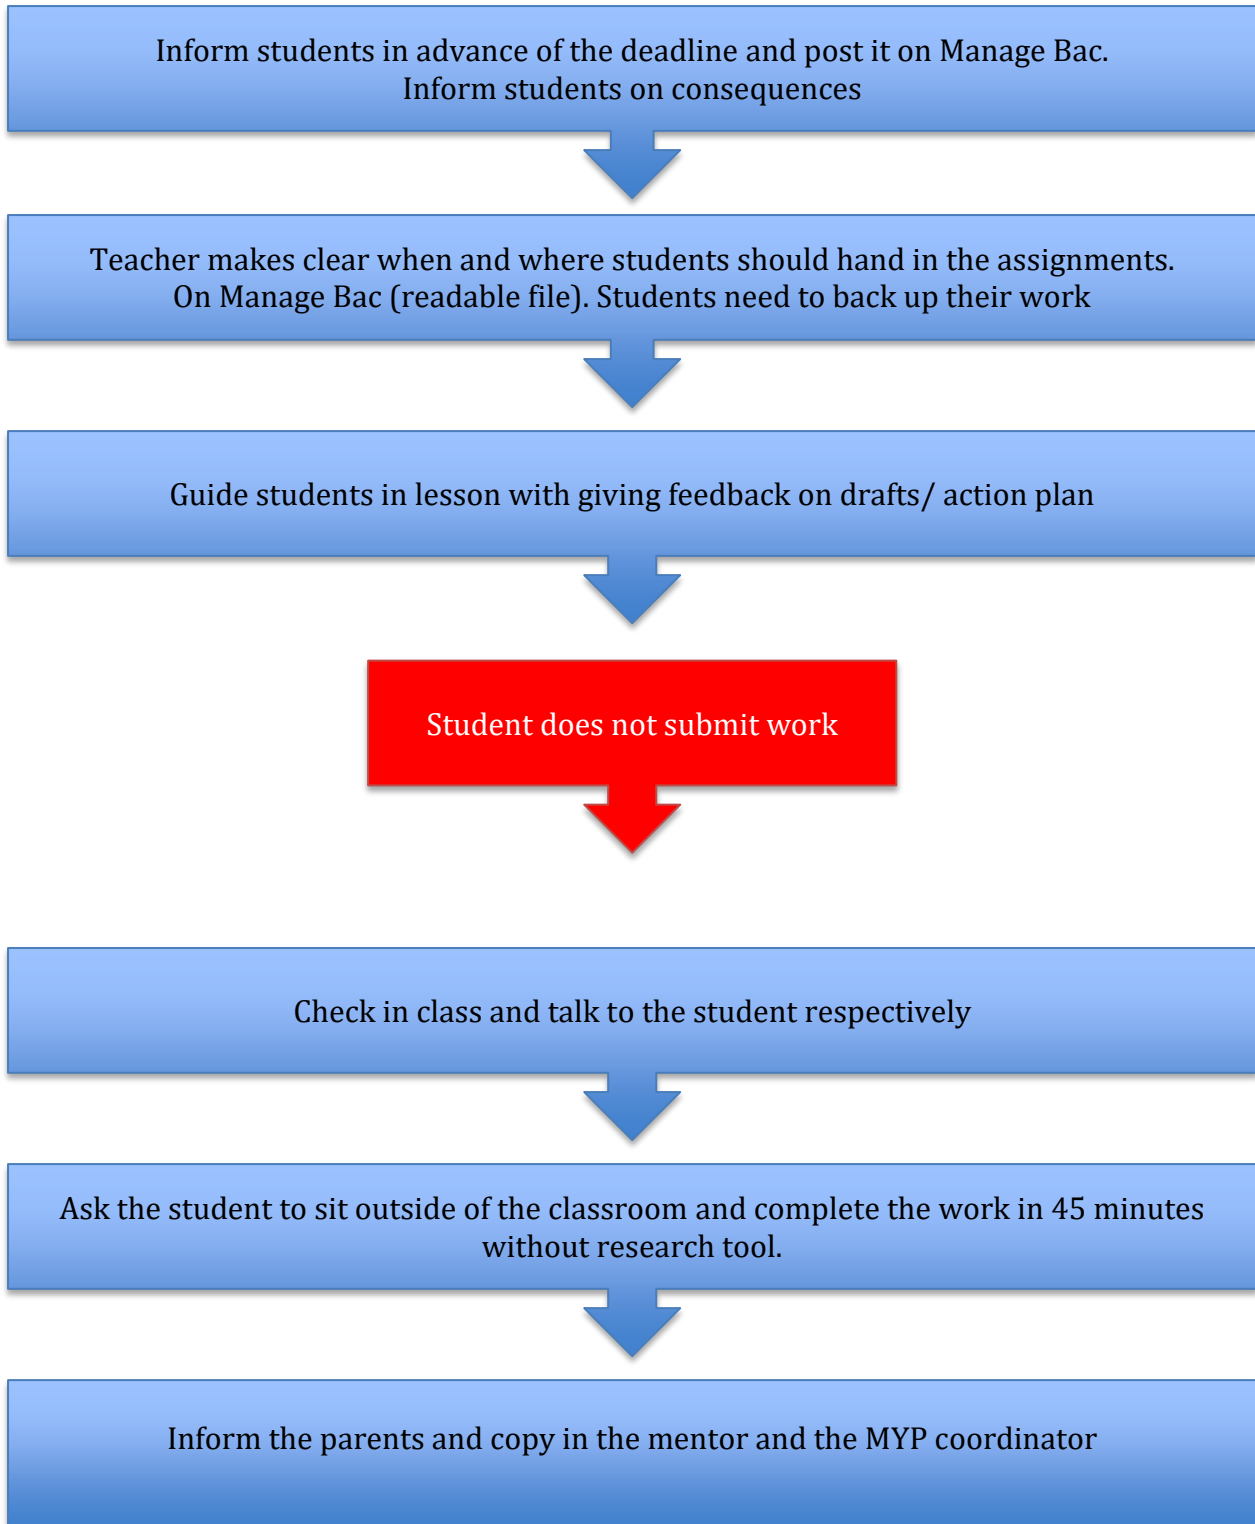 Inform students in advance of the deadline and post it on Manage Bac.
Inform students on consequences
Teacher makes clear when and where students should hand in the assignments.
On Manage Bac (readable file). Students need to back up their work
Guide students in lesson with giving feedback on drafts/ action plan
Student does not submit work
Check in class and talk to the student respectively
Ask the student to sit outside of the classroom and complete the work in 45 minutes
without research tool.
Inform the parents and copy in the mentor and the MYP coordinator